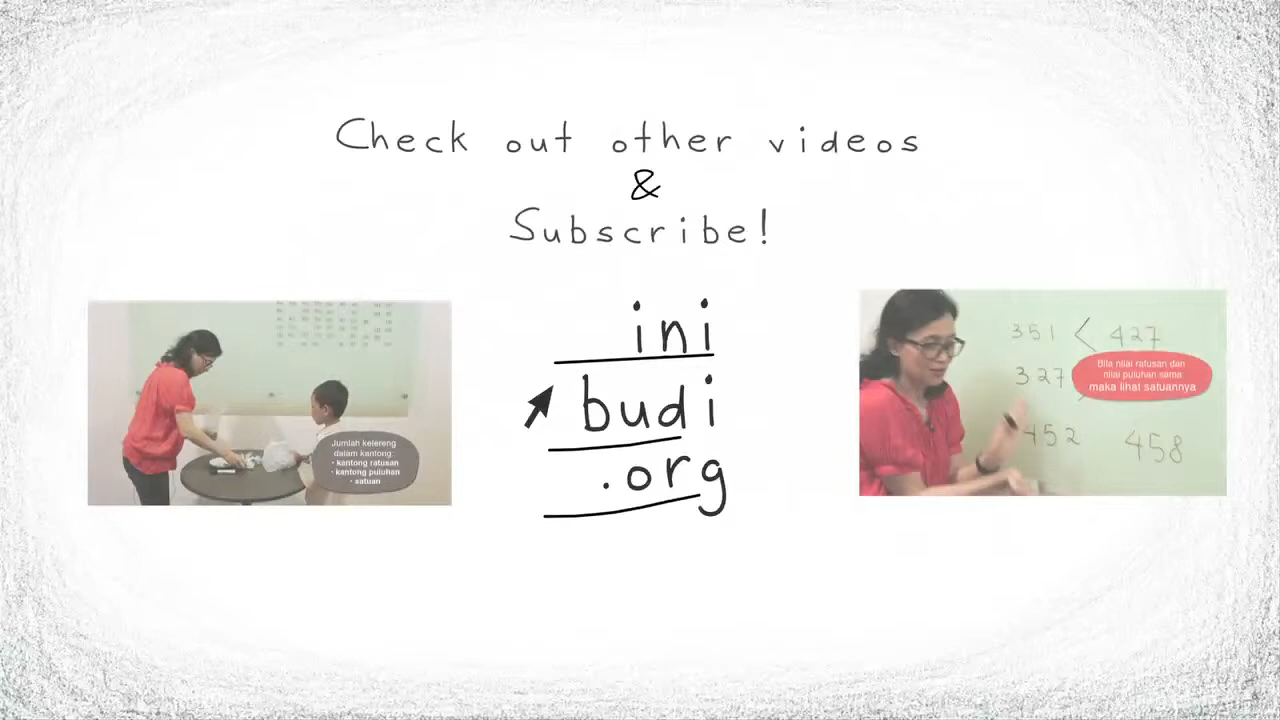 Check out other videos
&
Subscribe!
ini
budi
.org
Jumlah kelereng
dalam kantong:
• kantong ratusan
• kantong puluhan
• satuan
351 < 427
327
Bila nilai ratusan dan
nilai puluhan sama
maka lihat satuannya
452 458